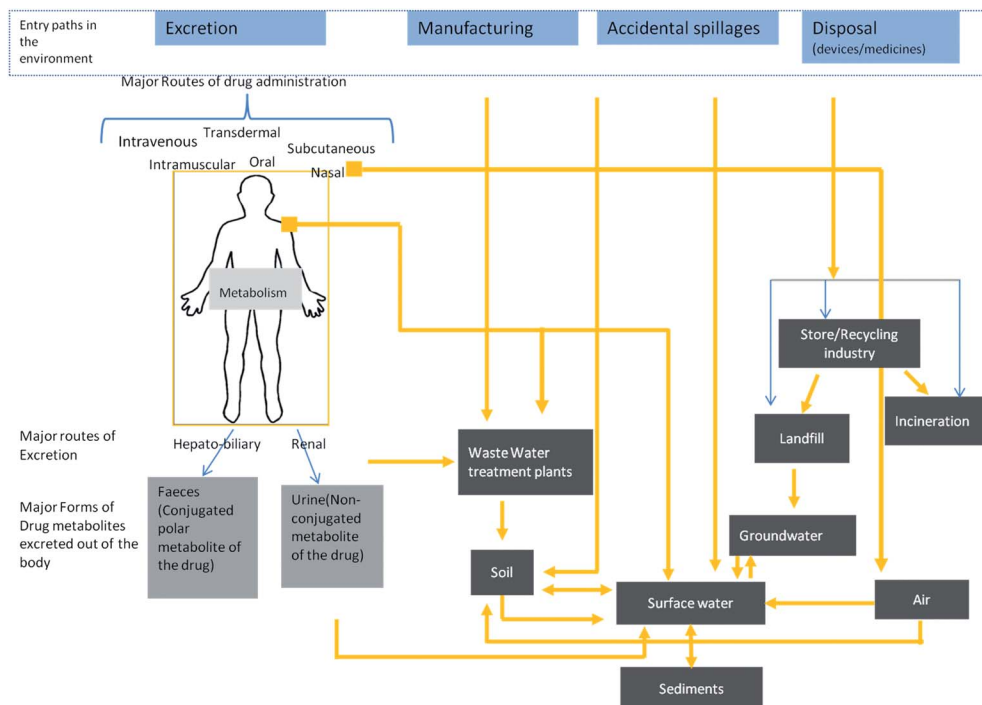 Entry paths in
the
environment
Excretion
Manufacturing
Accidental spillages
Disposal
(devices/medicines)
Major Routes of drug administration
Transdermal
Intravenous
Subcutaneous
Intramuscular
Oral
Nasal
Metabolism
Store/Recycling
industry
Incineration
Landfill
Major routes of
Excretion
Hepato-biliary
Renal
Waste Water
treatment plants
Major Forms of
Drug metabolites
excreted out of the
body
Faeces
(Conjugated
polar
metabolite of
the drug)
Urine(Non-
conjugated
metabolite
of the drug)
Groundwater
Soil
Surface water
Air
Sediments